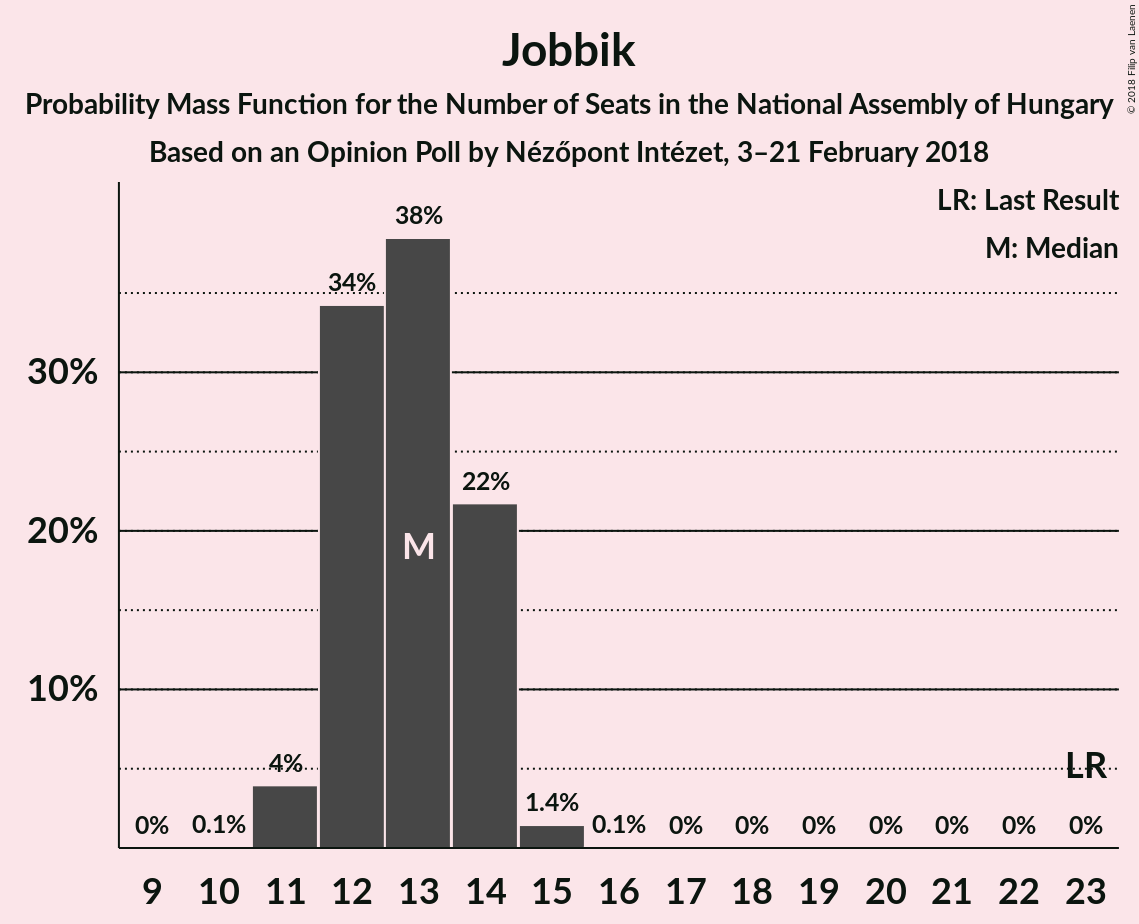 Jobbik
Probability Mass Function for the Number of Seats in the National Assembly of Hungary
Based on an Opinion Poll by Nézőpont Intézet, 3–21 February 2018
© 2018 Filip van Laenen
LR: Last Result
M: Median
38%
34%
30%
22%
20%
M
10%
4%
LR
1.4%
0% 0.1% 0.1% 0% 0% 0% 0% 0% 0% 0%
9 10 11 12 13 14 15 16 17 18 19 20 21 22 23